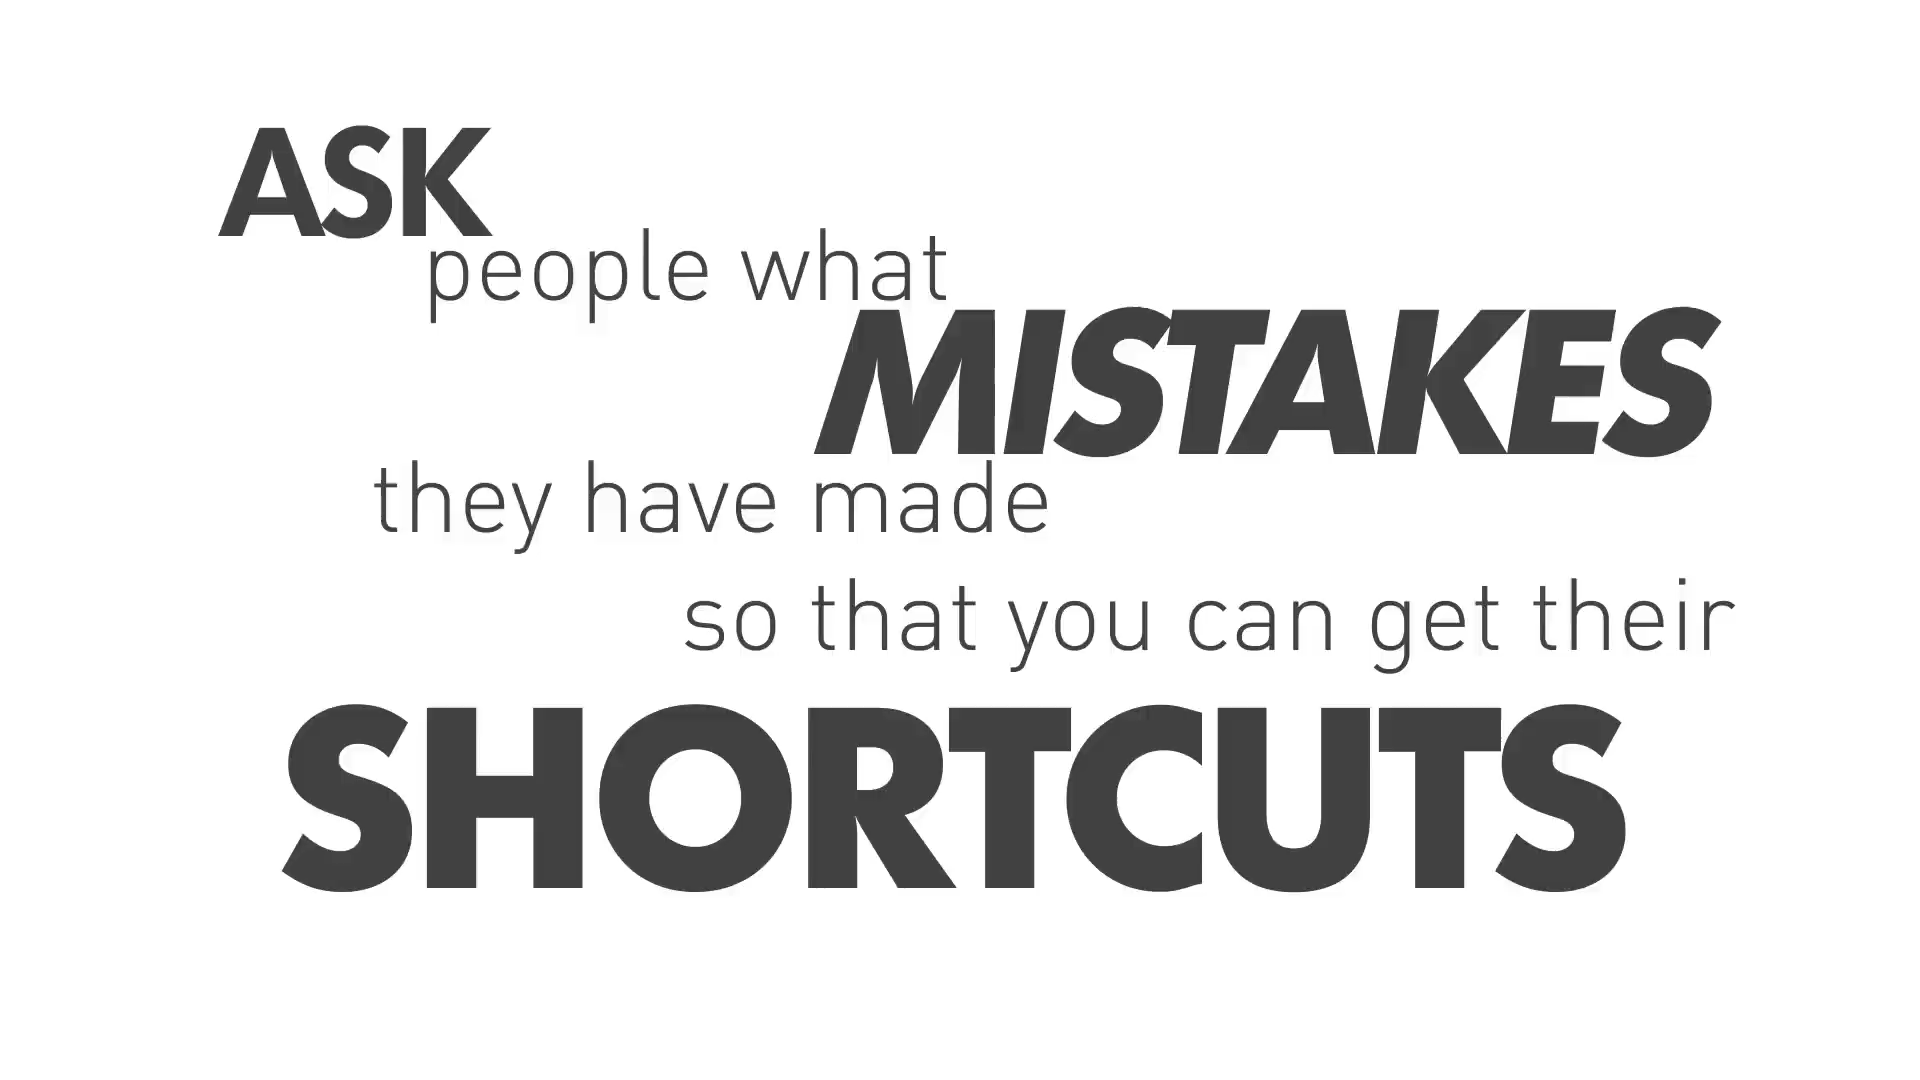 ASK
people what
MISTAKES
they have made
so that you can get their
SHORTCUTS